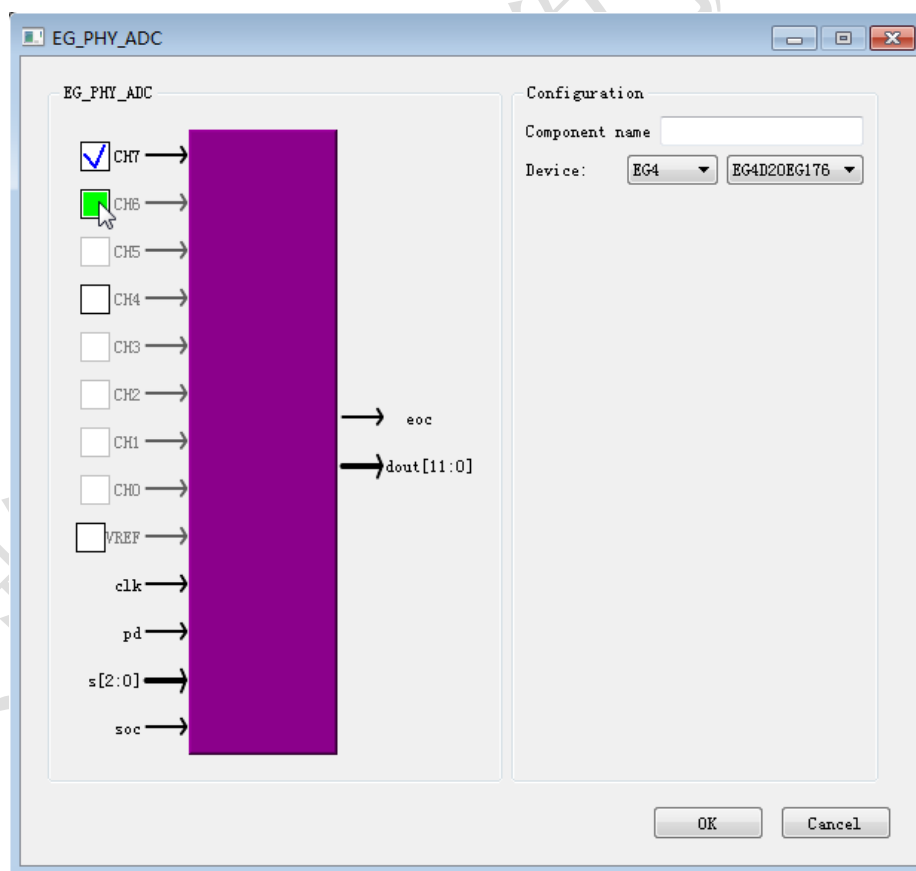 EG_PHY_ADC
EG_PHY_ADC
CH7
CH6
CH5
CH4
CH3
CH2
CH1
CH0
VREF
clk
pd
s[2:0]
soc
eoc
dout[11:0]
Configuration
Component name
Device: EG4 EG4D20EG176
OK Cancel